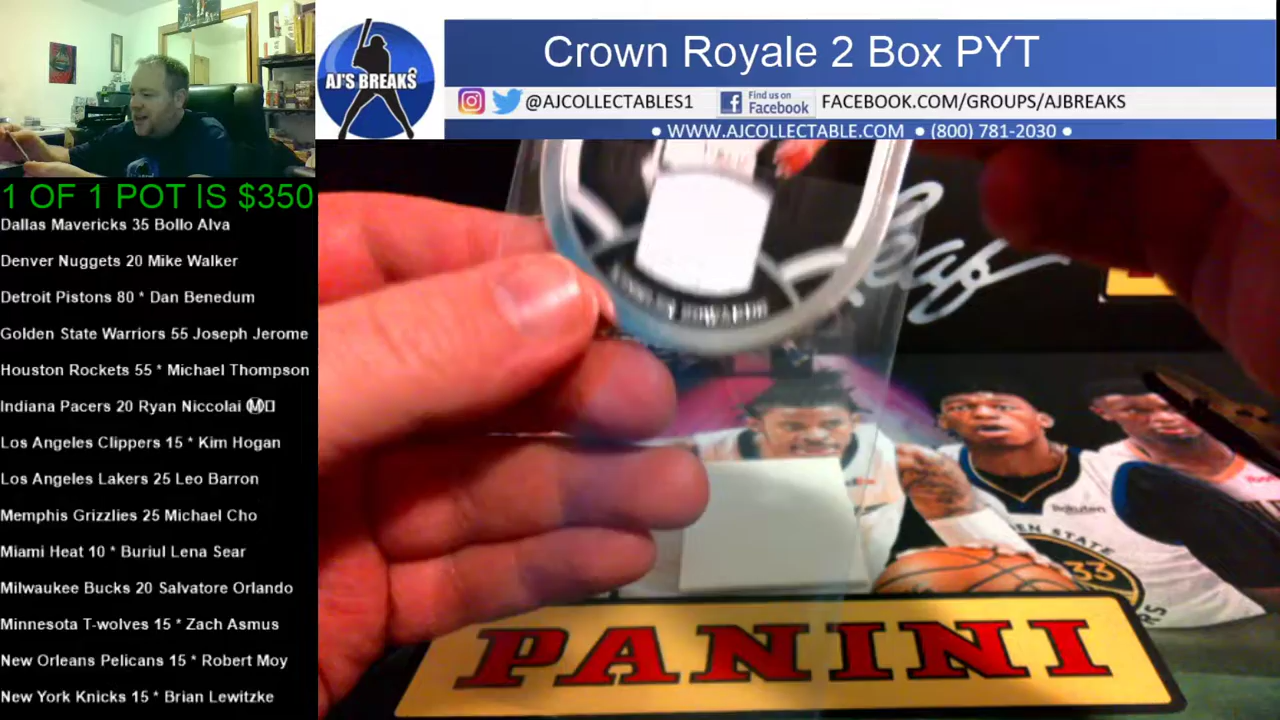 Crown Royale 2 Box PYT
AJ'S BREAKS
@AJCOLLECTABLES1
Find us on
Facebook
FACEBOOK.COM/GROUPS/AJBREAKS
• WWW.AJCOLLECTABLE.COM • (800) 781-2030 •
1 OF 1 POT IS $350
Dallas Mavericks 35 Bollo Alva
Denver Nuggets 20 Mike Walker
Detroit Pistons 80 * Dan Benedum
Golden State Warriors 55 Joseph Jerome
Houston Rockets 55 * Michael Thompson
Indiana Pacers 20 Ryan Niccolai Ⓜ
Los Angeles Clippers 15 * Kim Hogan
Los Angeles Lakers 25 Leo Barron
Memphis Grizzlies 25 Michael Cho
Miami Heat 10 * Buriul Lena Sear
Milwaukee Bucks 20 Salvatore Orlando
Minnesota T-wolves 15 * Zach Asmus
New Orleans Pelicans 15 * Robert Moy
New York Knicks 15 * Brian Lewitzke
Leaf
Rakuten
33
PANINI